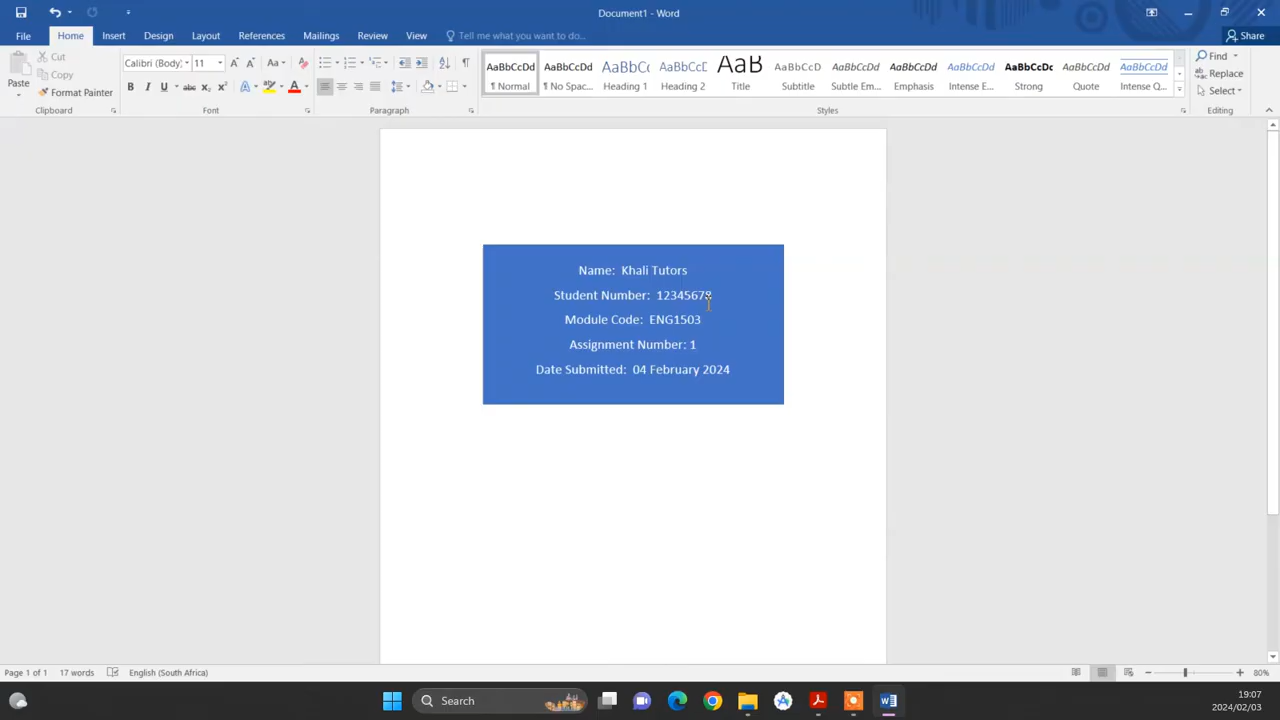 Document1 - Word
File Home Insert Design Layout References Mailings Review View Tell me what you want to do... Share
Paste Cut Copy Format Painter Clipboard
Calibri (Body) 11 Aa Font
Paragraph
AaBbCcDd AaBbCcDd AaBbCc AaBbCcC AaB AaBbCcD AaBbCcDd AaBbCcDd AaBbCcDd AaBbCcDc AaBbCcDd AaBbCcDd
¶ Normal ¶ No Spac... Heading 1 Heading 2 Title Subtitle Subtle Em... Emphasis Intense E... Strong Quote Intense Q...
Styles
Find Replace Select Editing
Name: Khali Tutors
Student Number: 12345678
Module Code: ENG1503
Assignment Number: 1
Date Submitted: 04 February 2024
Page 1 of 1 17 words English (South Africa) 80%
Search
19:07
2024/02/03